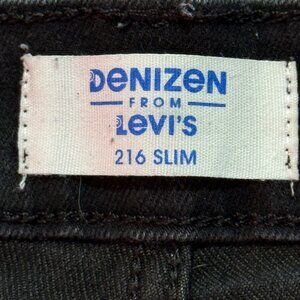 DENIZEN
FROM
Levi's
216 SLIM